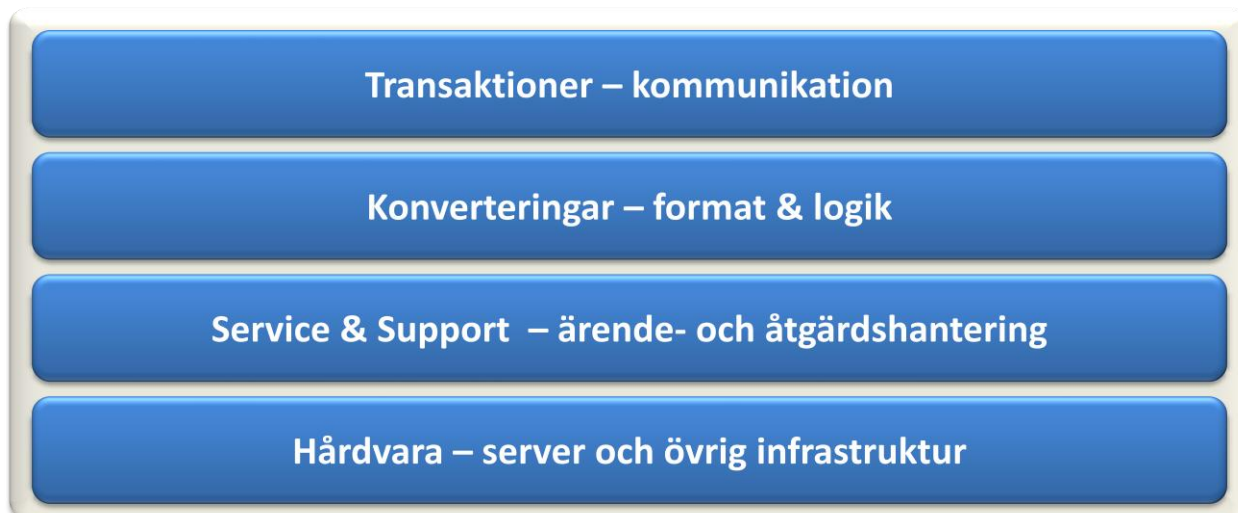 Transaktioner – kommunikation
Konverteringar – format & logik
Service & Support – ärende- och åtgärdshantering
Hårdvara – server och övrig infrastruktur